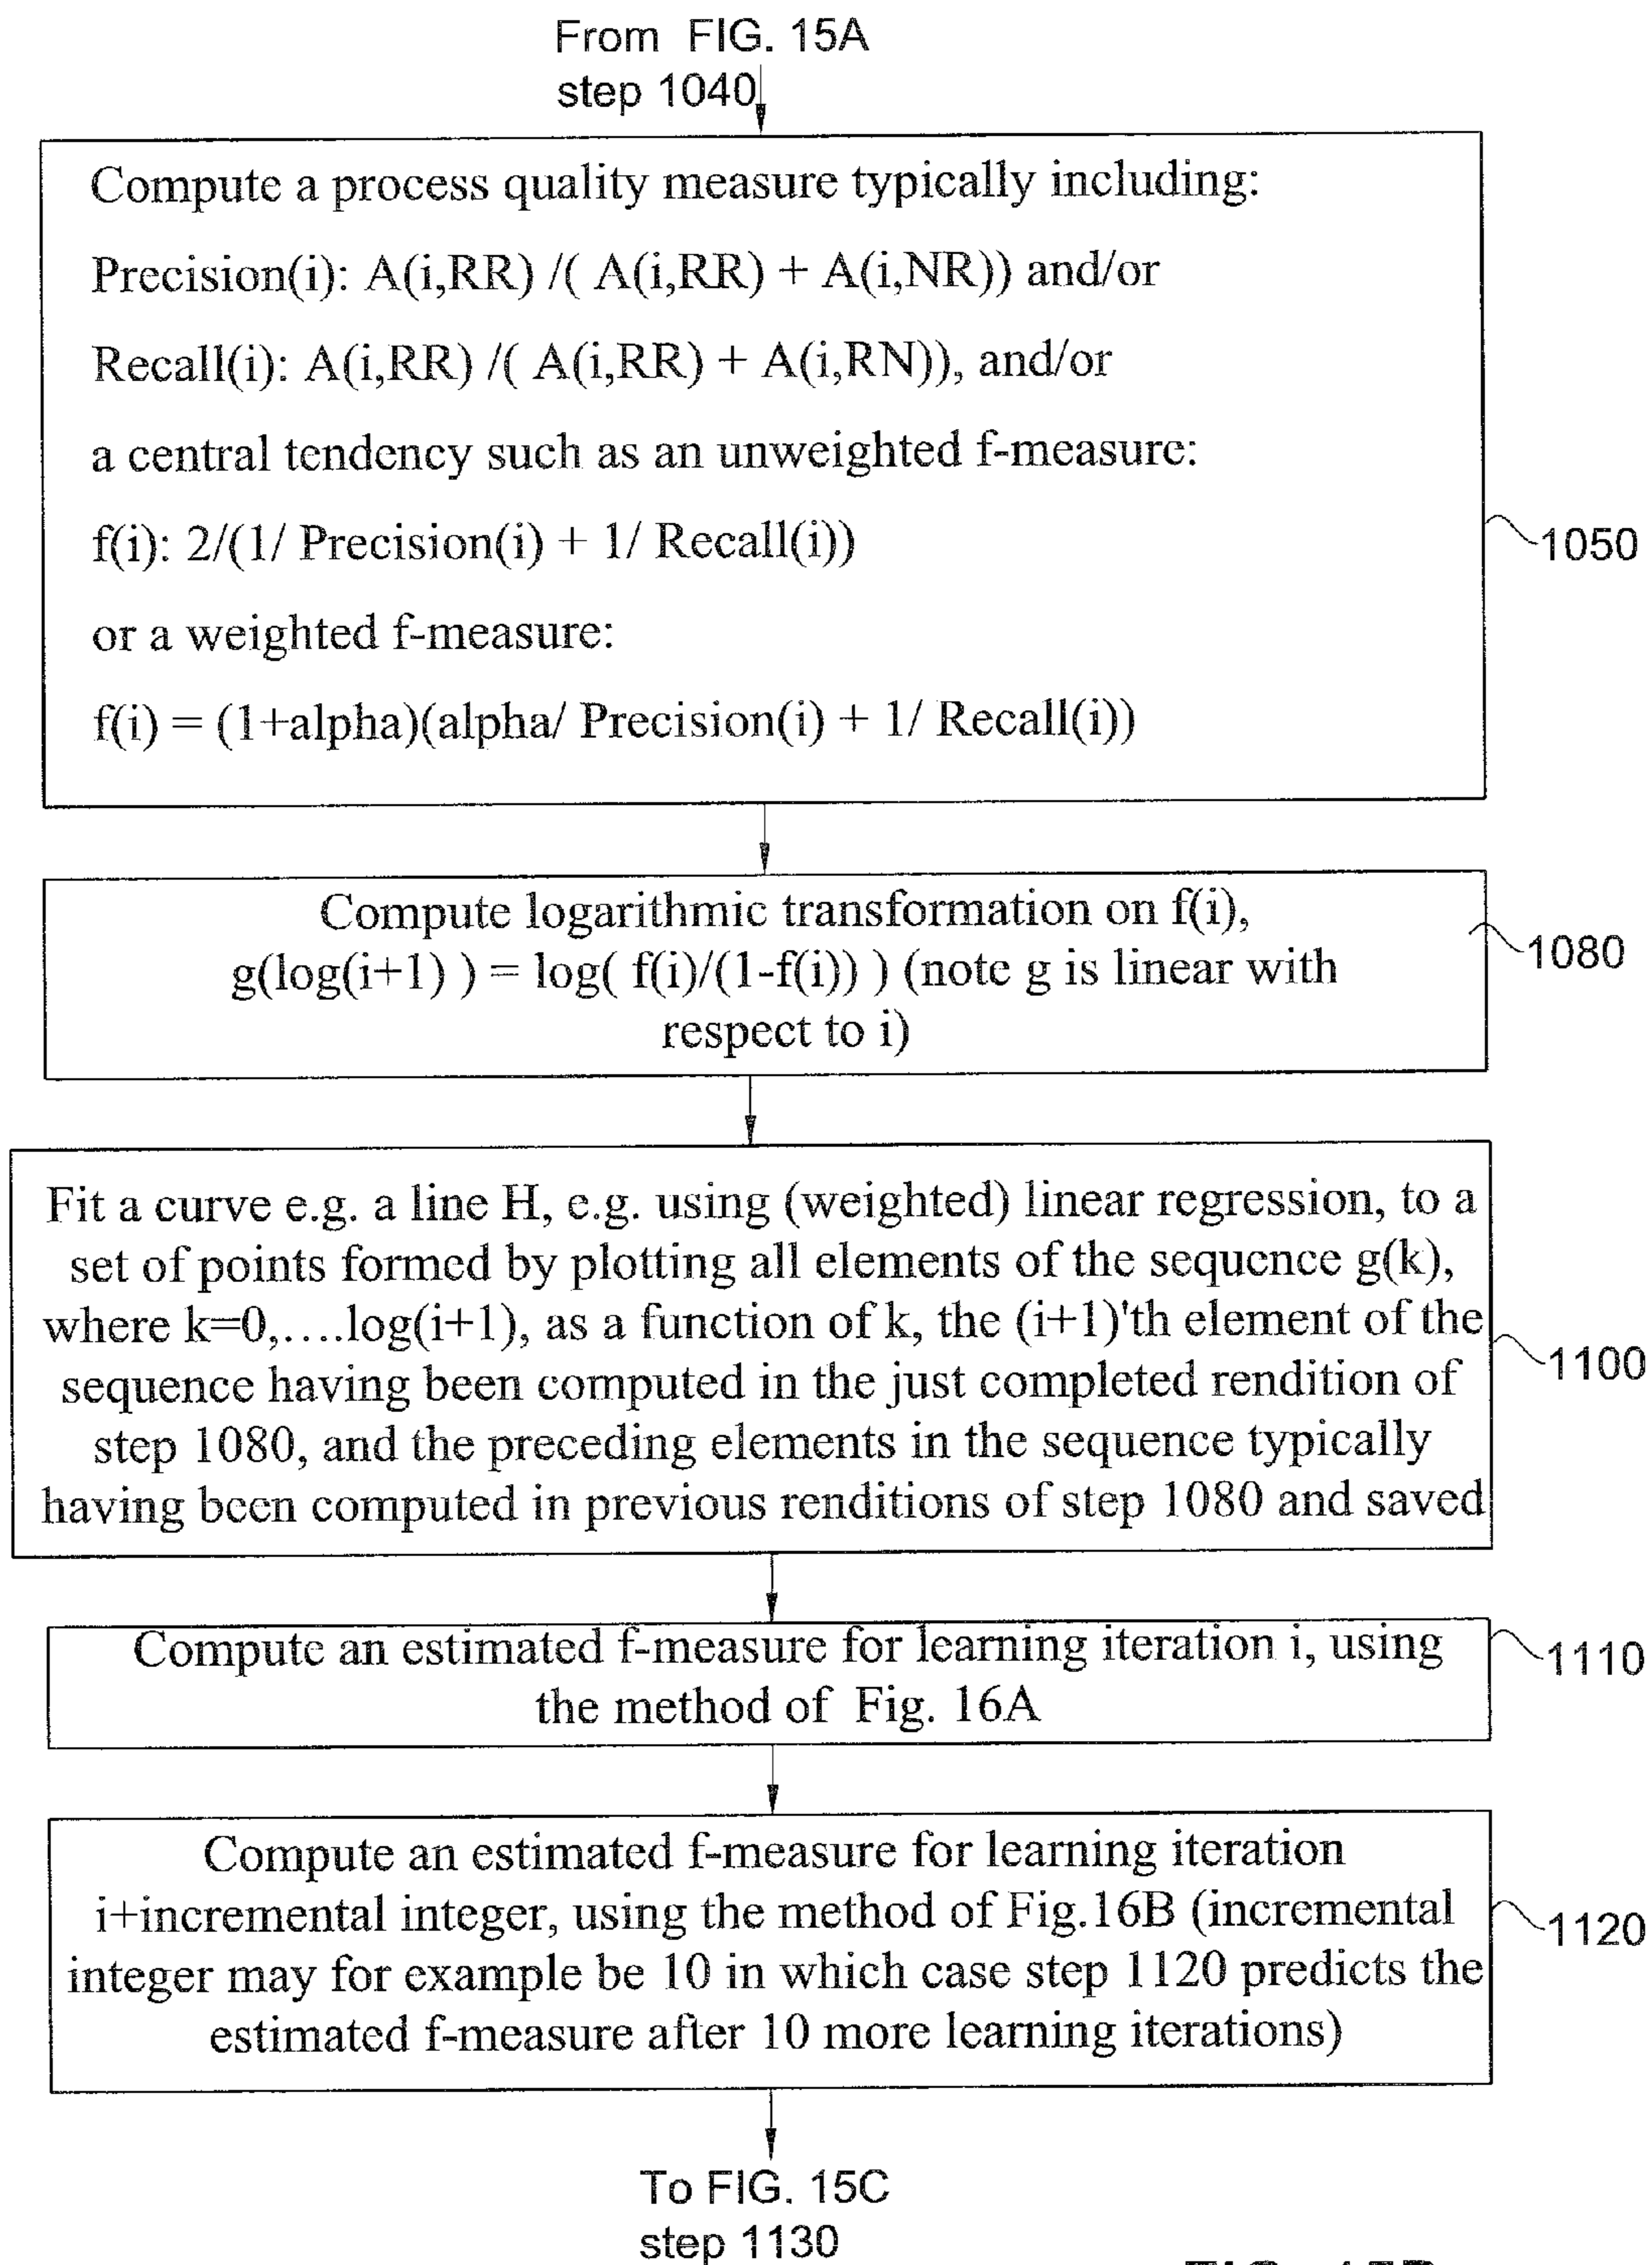 From FIG. 15A
step 1040
Compute a process quality measure typically including:
Precision(i): A(i,RR) /( A(i,RR) + A(i,NR)) and/or
Recall(i): A(i,RR) /( A(i,RR) + A(i,RN)), and/or
a central tendency such as an unweighted f-measure:
f(i): 2/(1/ Precision(i) + 1/ Recall(i))
or a weighted f-measure:
f(i) = (1+alpha)(alpha/ Precision(i) + 1/ Recall(i))
1050
Compute logarithmic transformation on f(i),
g(log(i+1) ) = log( f(i)/(1-f(i)) ) (note g is linear with
respect to i)
1080
Fit a curve e.g. a line H, e.g. using (weighted) linear regression, to a
set of points formed by plotting all elements of the sequence g(k),
where k=0,....log(i+1), as a function of k, the (i+1)'th element of the
sequence having been computed in the just completed rendition of
step 1080, and the preceding elements in the sequence typically
having been computed in previous renditions of step 1080 and saved
1100
Compute an estimated f-measure for learning iteration i, using
the method of Fig. 16A
1110
Compute an estimated f-measure for learning iteration
i+incremental integer, using the method of Fig.16B (incremental
integer may for example be 10 in which case step 1120 predicts the
estimated f-measure after 10 more learning iterations)
1120
To FIG. 15C
step 1130